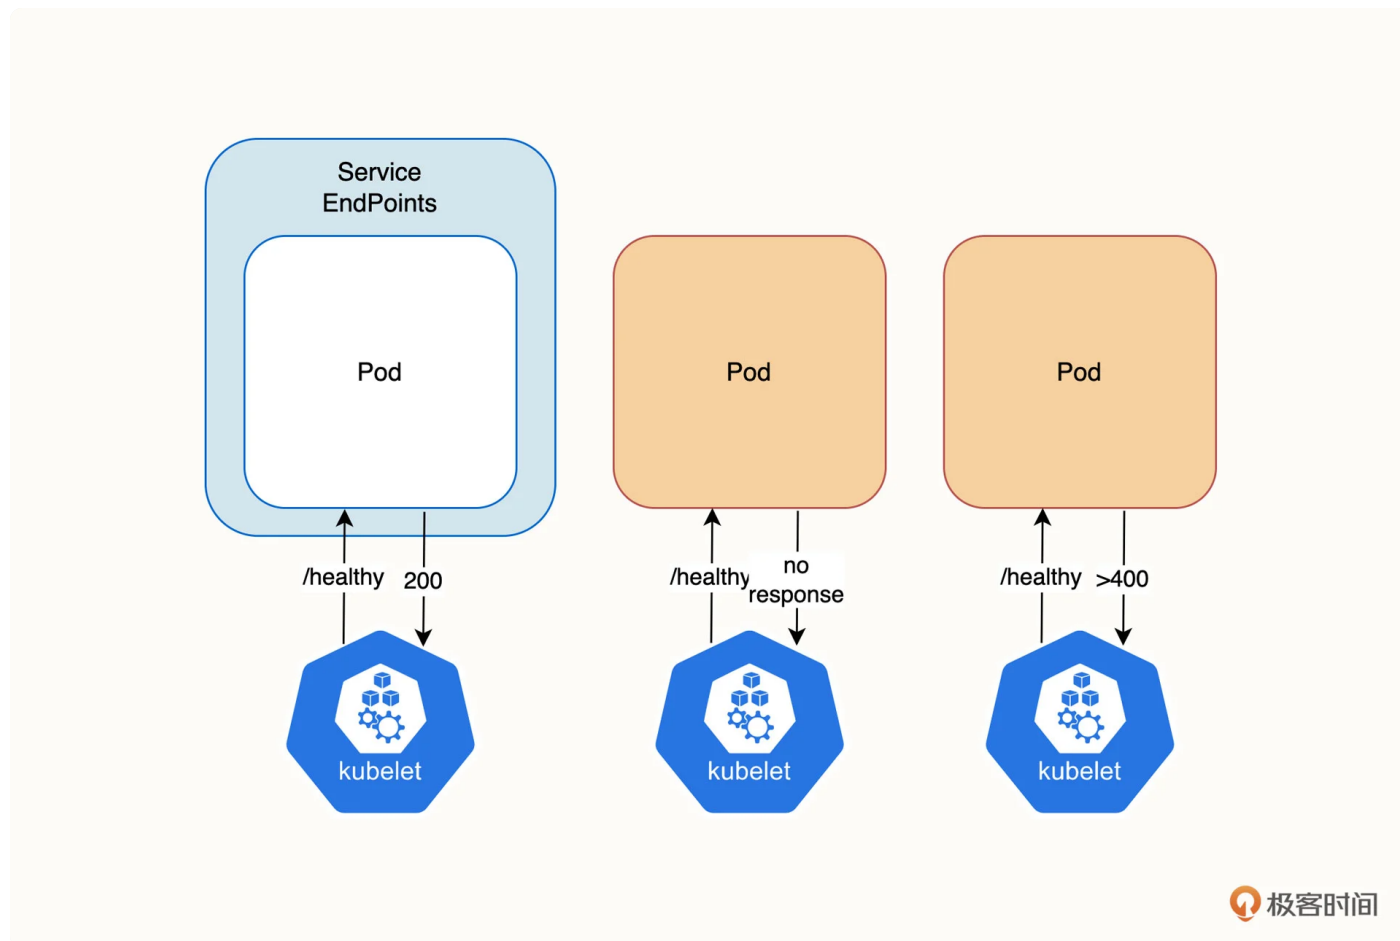 Service
EndPoints
Pod
Pod
Pod
/healthy
200
/healthy
no
response
/healthy
>400
kubelet
kubelet
kubelet
极客时间